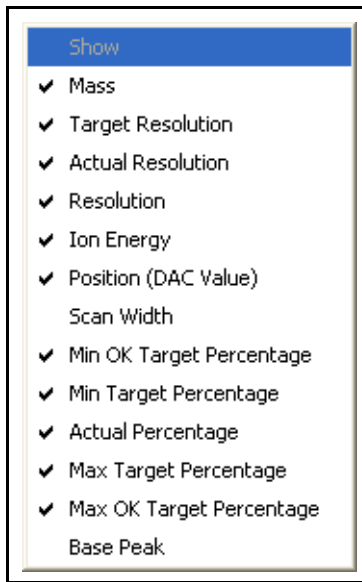 Show
Mass
Target Resolution
Actual Resolution
Resolution
Ion Energy
Position (DAC Value)
Scan Width
Min OK Target Percentage
Min Target Percentage
Actual Percentage
Max Target Percentage
Max OK Target Percentage
Base Peak